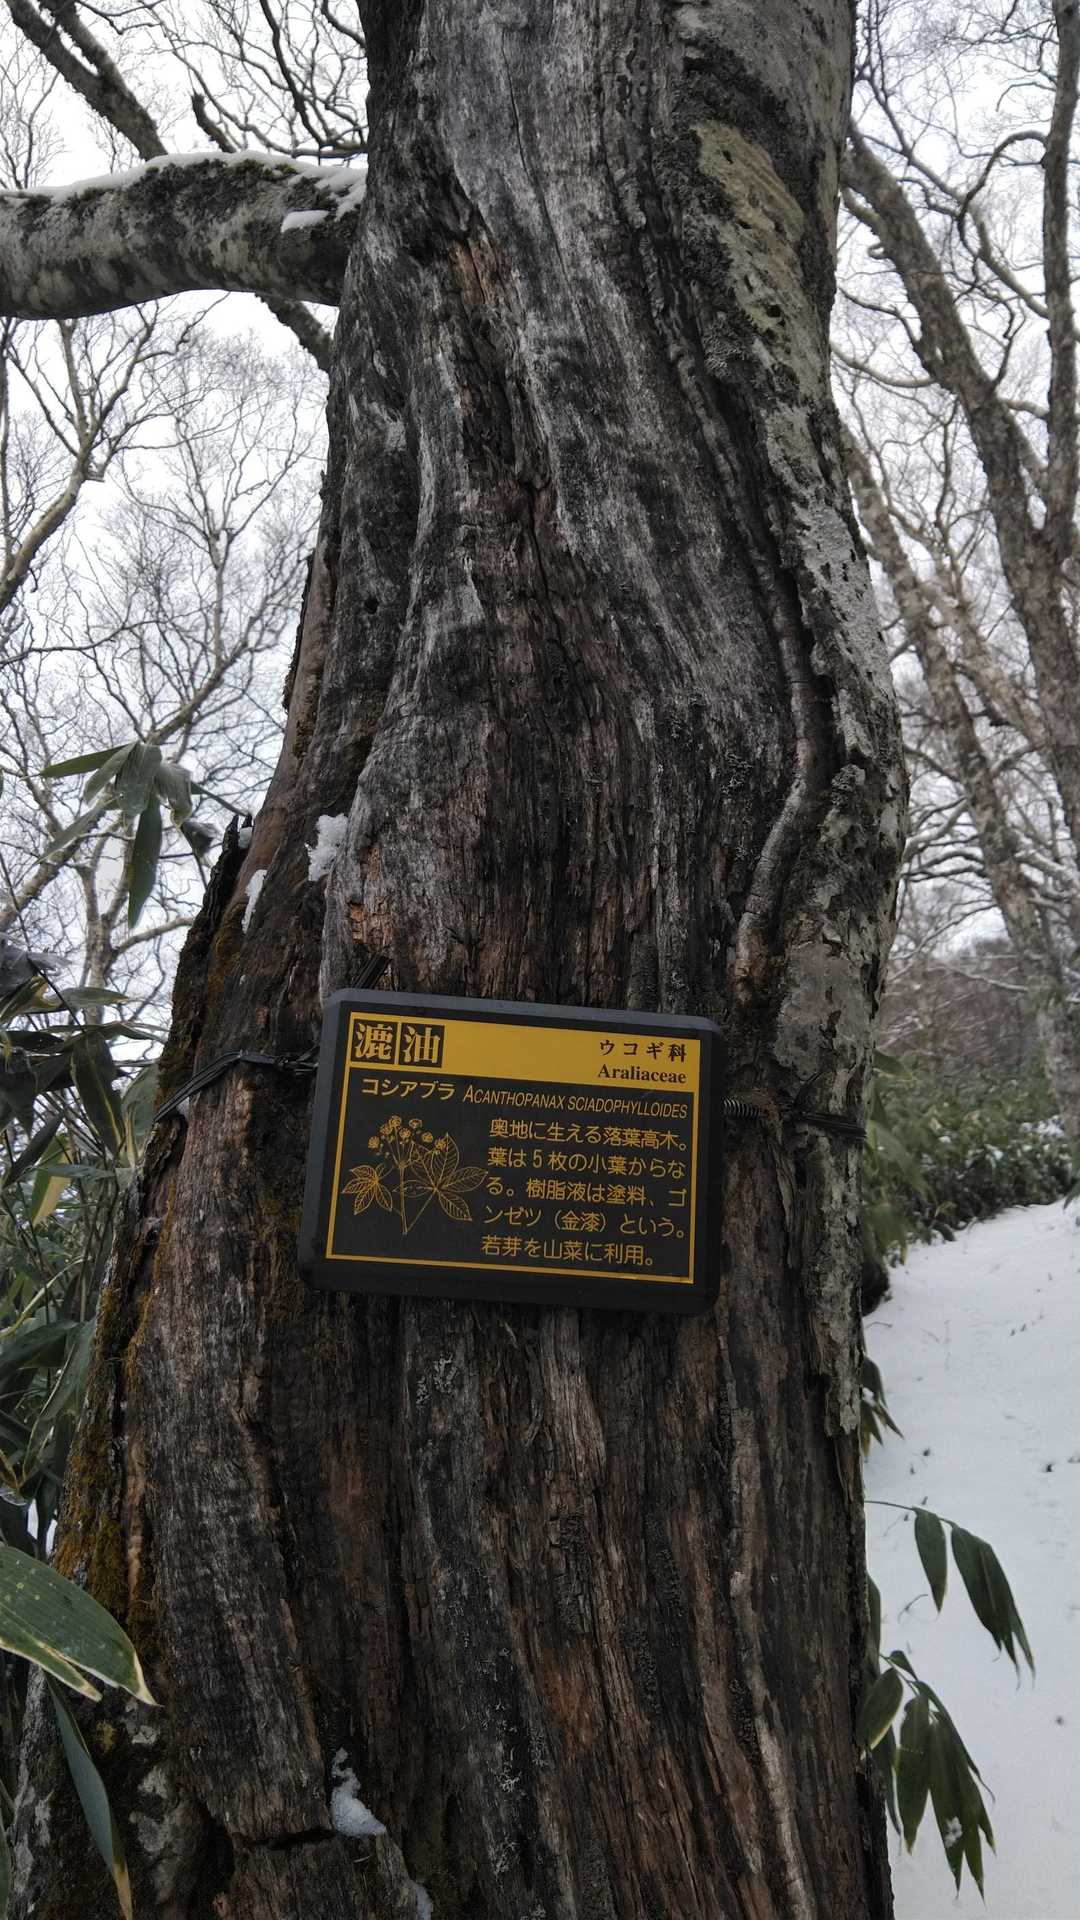 漉油
ウコギ科
Araliaceae
コシアブラ ACANTHOPANAX SCIADOPHYLLOIDES
奥地に生える落葉高木。
葉は5枚の小葉からな
る。樹脂液は塗料、ゴ
ンゼツ（金漆）という。
若芽を山菜に利用。